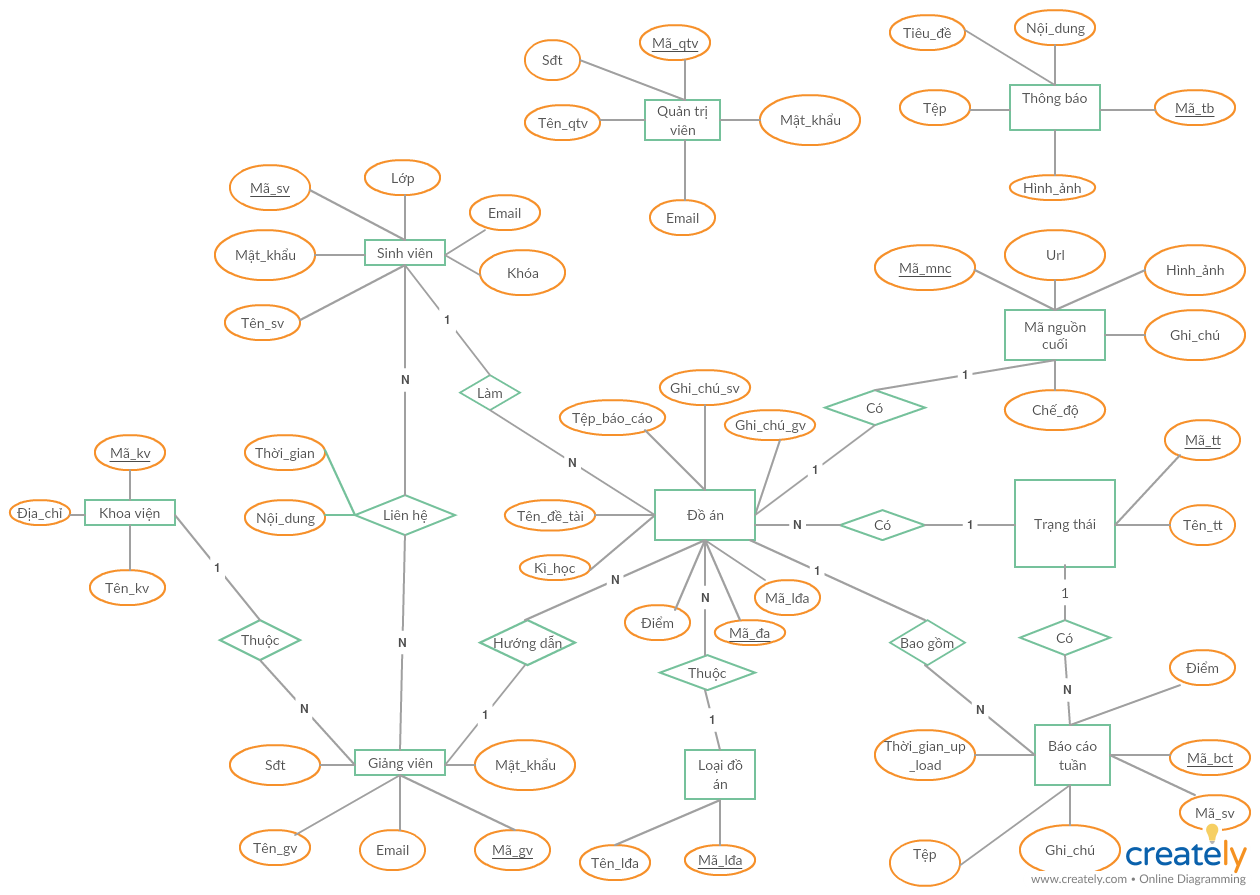 Tiêu_đề
Nội_dung
Mã_qtv
Sđt
Thông báo
Tệp
Mã_tb
Tên_qtv
Quản trị
viên
Mật_khẩu
Hình_ảnh
Email
Mã_sv
Lớp
Email
Mật_khẩu
Sinh viên
Khóa
Tên_sv
1
N
Làm
Mã_mnc
Url
Hình_ảnh
Mã nguồn
cuối
Ghi_chú
Chế_độ
1
Có
1
Ghi_chú_sv
Tệp_báo_cáo
Ghi_chú_gv
N
Tên_đề_tài
Đồ án
N
Có
1
Trạng thái
Mã_tt
Tên_tt
Kì_học
N
Điểm
N
Mã_đa
Mã_lđa
1
Mã_kv
Địa_chỉ
Khoa viện
Tên_kv
Thời_gian
Nội_dung
Liên hệ
1
Thuộc
N
N
Hướng dẫn
1
Thuộc
1
Bao gồm
N
1
Có
N
Điểm
Sđt
Giảng viên
Mật_khẩu
Tên_gv
Email
Mã_gv
Loại đồ
án
Tên_lđa
Mã_lđa
Thời_gian_up
_load
Báo cáo
tuần
Mã_bct
Mã_sv
Tệp
Ghi_chú
creately
www.creately.com • Online Diagramming